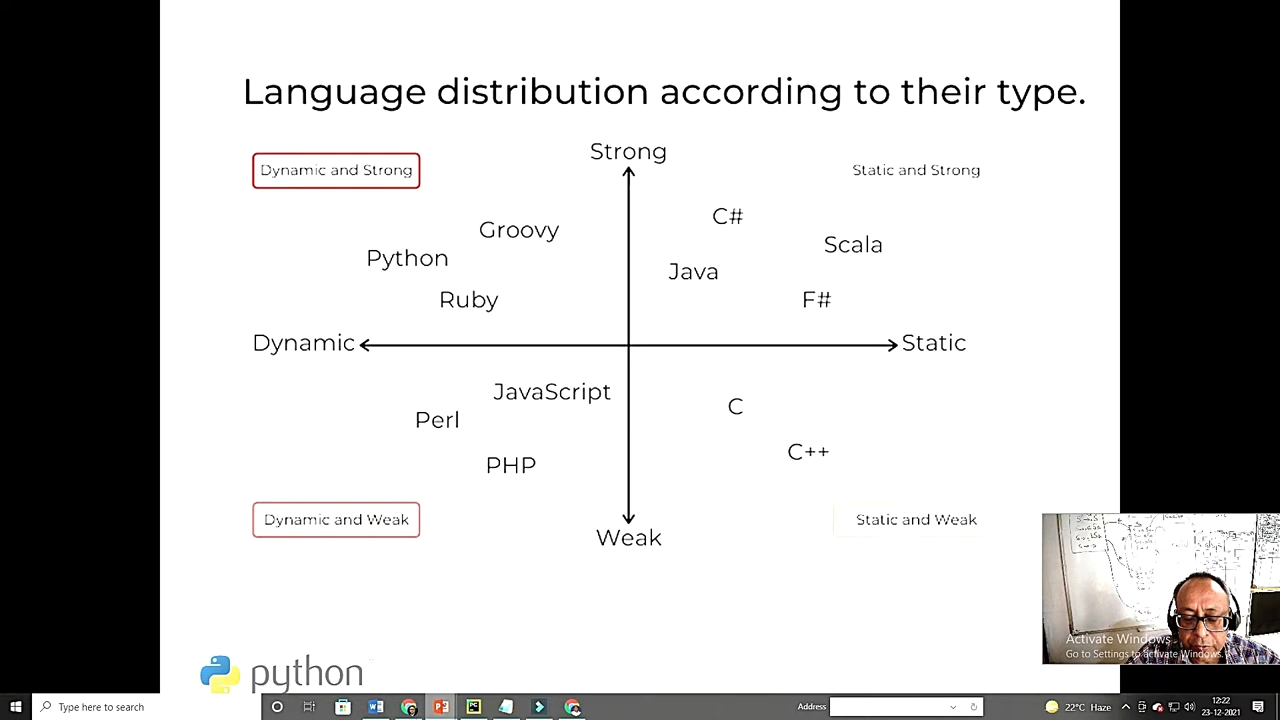 Language distribution according to their type.
Strong
Dynamic and Strong
Static and Strong
C#
Groovy
Scala
Python
Java
Ruby
F#
Dynamic
Static
JavaScript
C
Perl
C++
PHP
Dynamic and Weak
Static and Weak
Weak
Activate Windows
Go to Settings to activate Windows.
python
Type here to search
Address
22°C Haze
12:22
23-12-2021